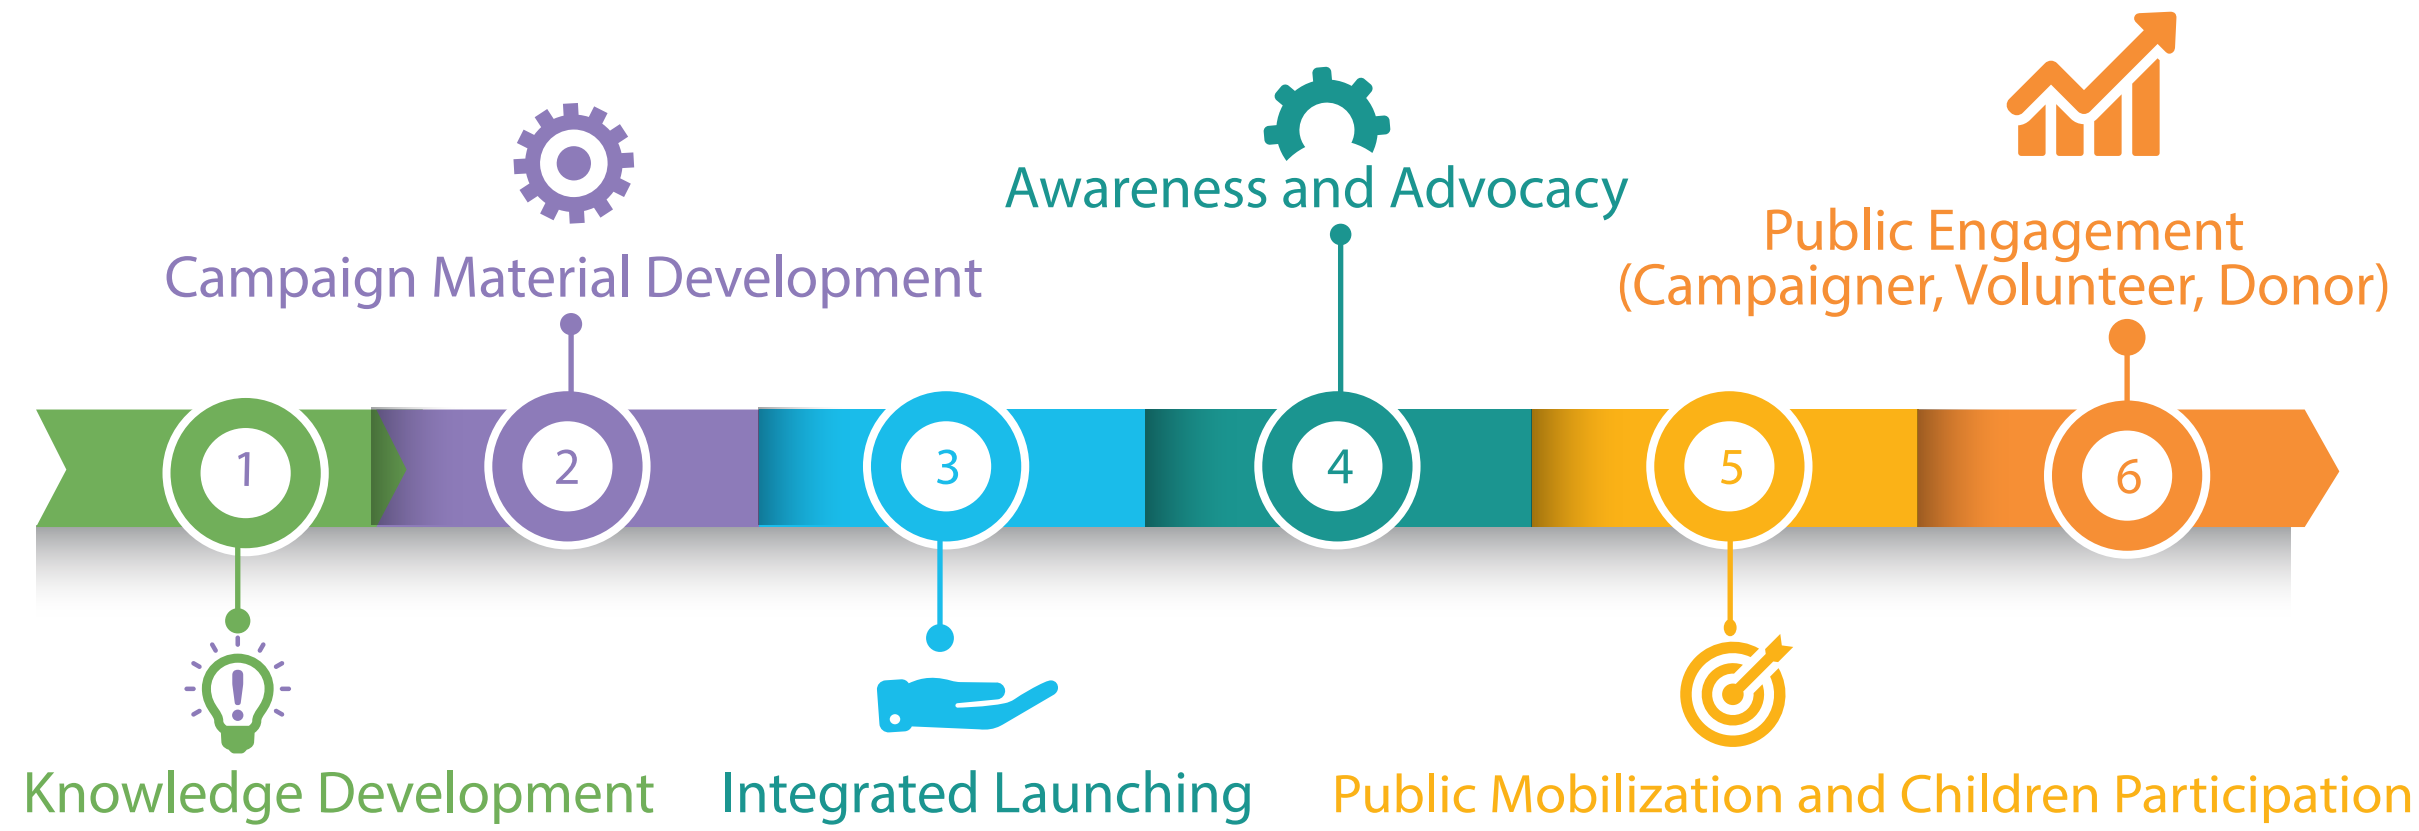 Awareness and Advocacy
Public Engagement
(Campaigner, Volunteer, Donor)
Campaign Material Development
1
2
3
4
5
6
Knowledge Development
Integrated Launching
Public Mobilization and Children Participation